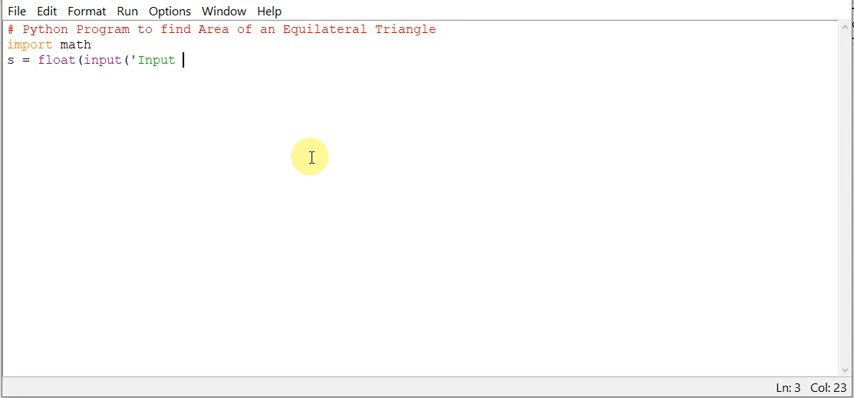 File Edit Format Run Options Window Help
# Python Program to find Area of an Equilateral Triangle
import math
s = float(input('Input
Ln: 3 Col: 23